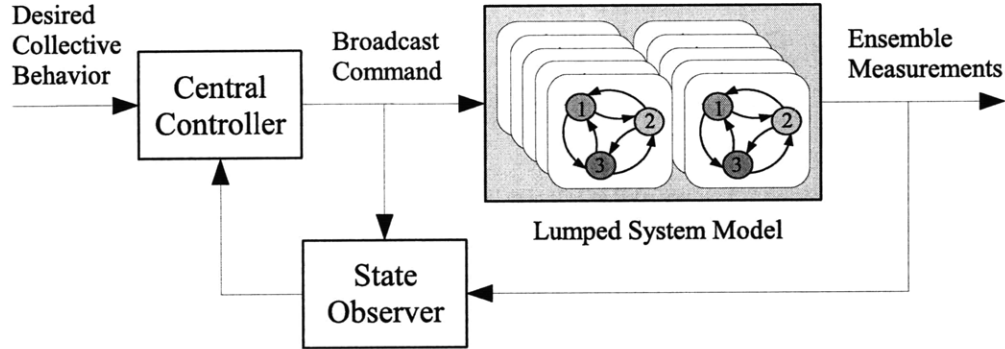 Desired
Collective
Behavior
Central
Controller
Broadcast
Command
1
2
3
1
2
3
Lumped System Model
Ensemble
Measurements
State
Observer